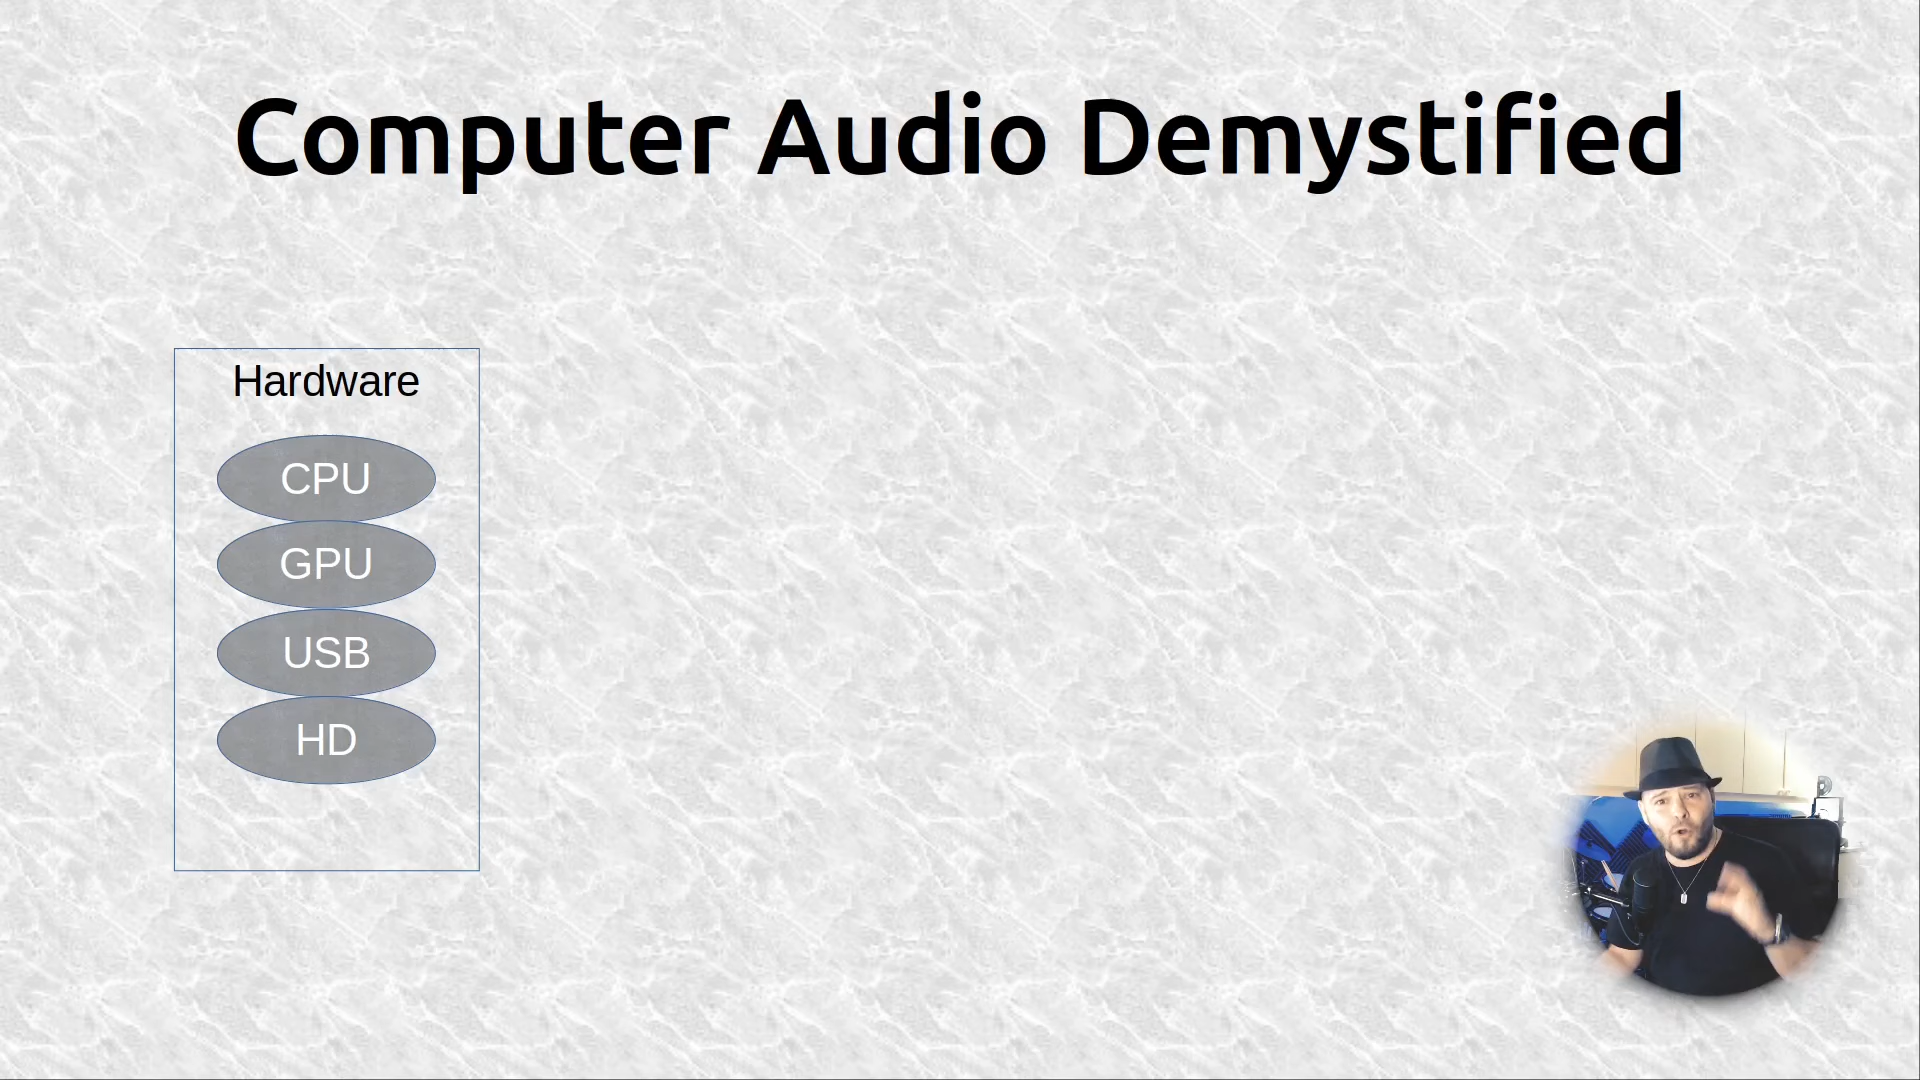 Computer Audio Demystified
Hardware
CPU
GPU
USB
HD